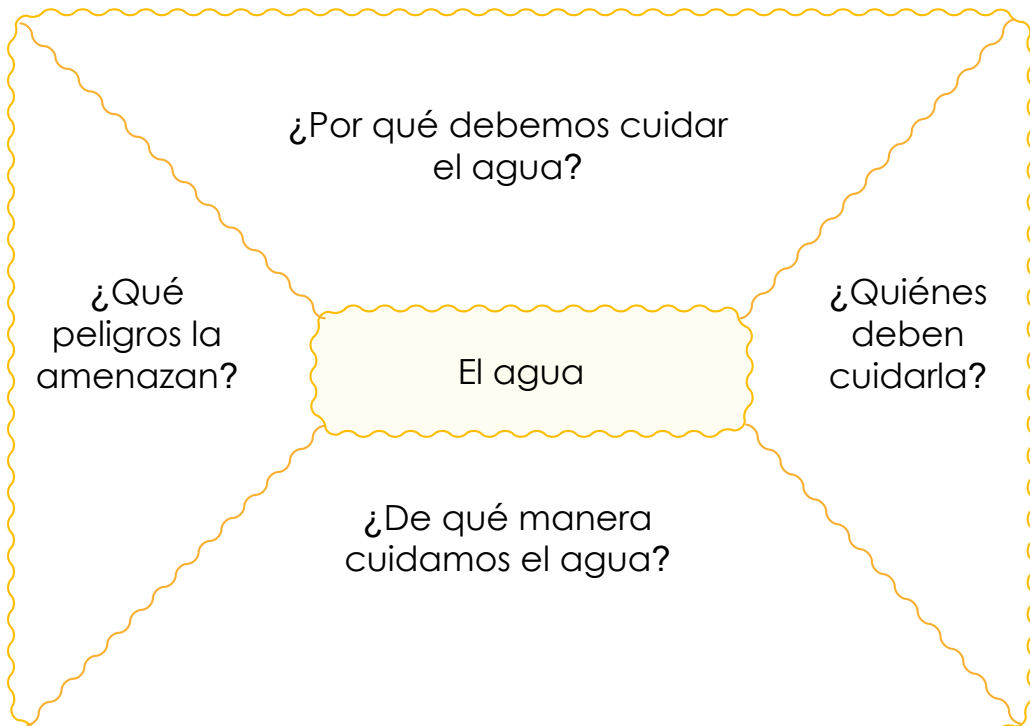 ¿Por qué debemos cuidar
el agua?
¿Qué
peligros la
amenazan?
El agua
¿Quiénes
deben
cuidarla?
¿De qué manera
cuidamos el agua?